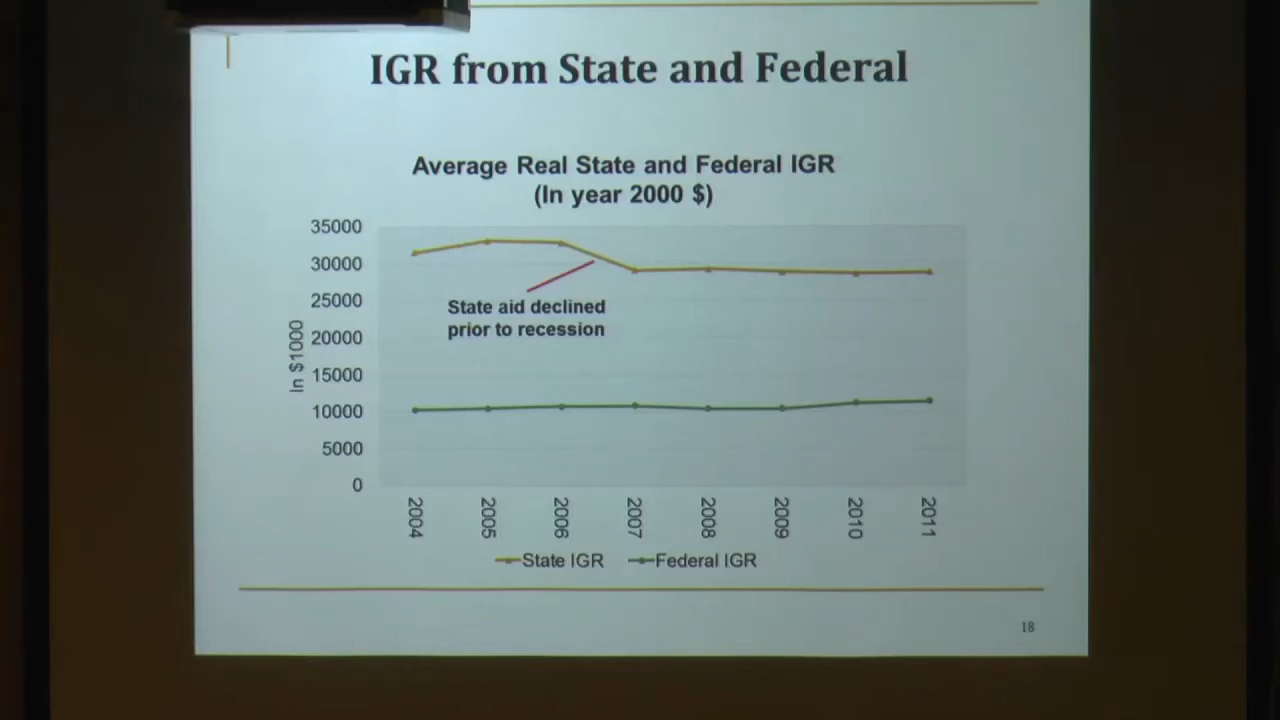 IGR from State and Federal
Average Real State and Federal IGR
(In year 2000 $)
35000
30000
25000
20000
15000
10000
5000
0
In $1000
State aid declined
prior to recession
2004 2005 2006 2007 2008 2009 2010 2011
State IGR Federal IGR
18